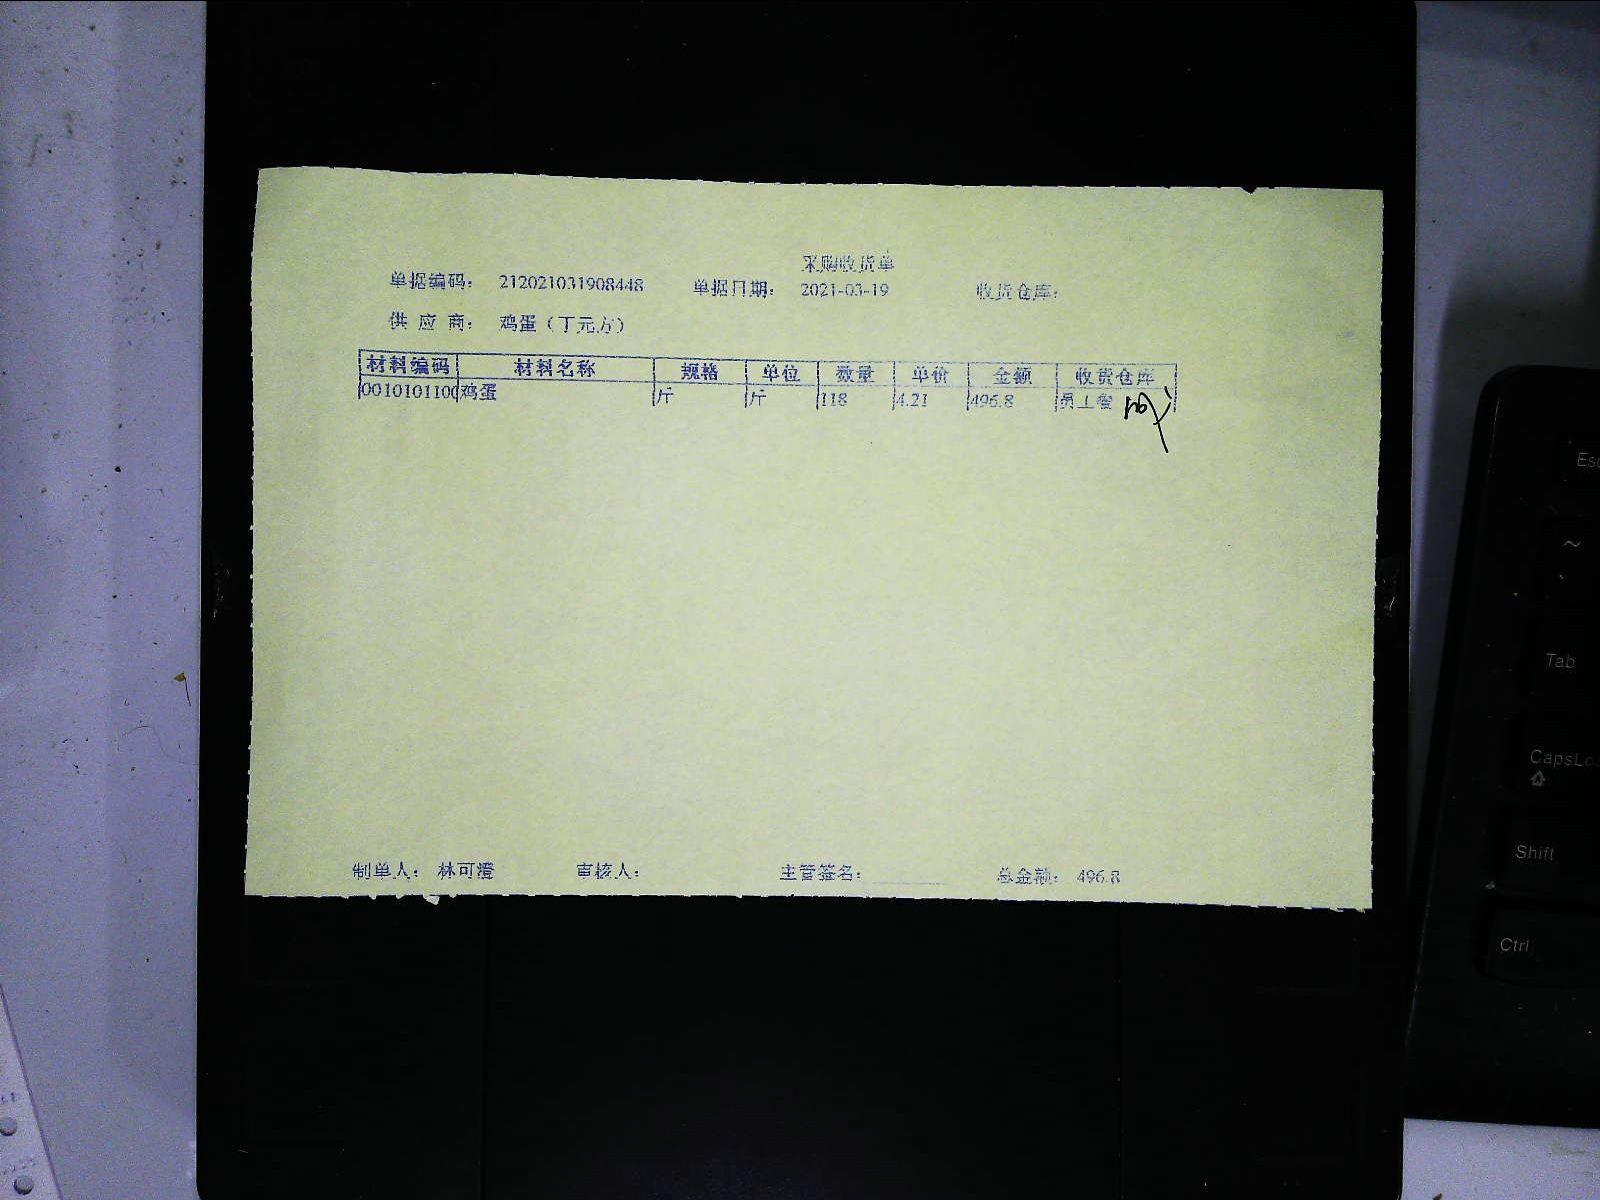 采购收货单
单据编码： 212021031908448 单据日期： 2021-03-19 收货仓库：
供 应 商： 鸡蛋（丁元方）
材料编码 材料名称 规格 单位 数量 单价 金额 收货仓库
0010101100 鸡蛋 斤 斤 118 4.21 496.8 员工餐
制单人： 林可澄 审核人： 主管签名： 总金额： 496.8
Esc
~
Tab
CapsLo
Shift
Ctrl